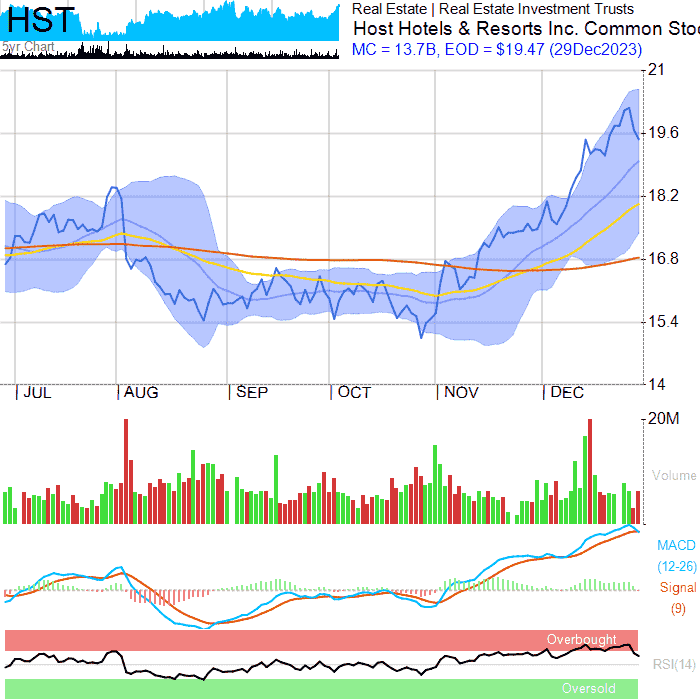 HST
5yr Chart
Real Estate | Real Estate Investment Trusts
Host Hotels & Resorts Inc. Common Stoc
MC = 13.7B, EOD = $19.47 (29Dec2023)
21
19.6
18.2
16.8
15.4
14
JUL AUG SEP OCT NOV DEC
20M
Volume
MACD
(12-26)
Signal
(9)
Overbought
RSI(14)
Oversold